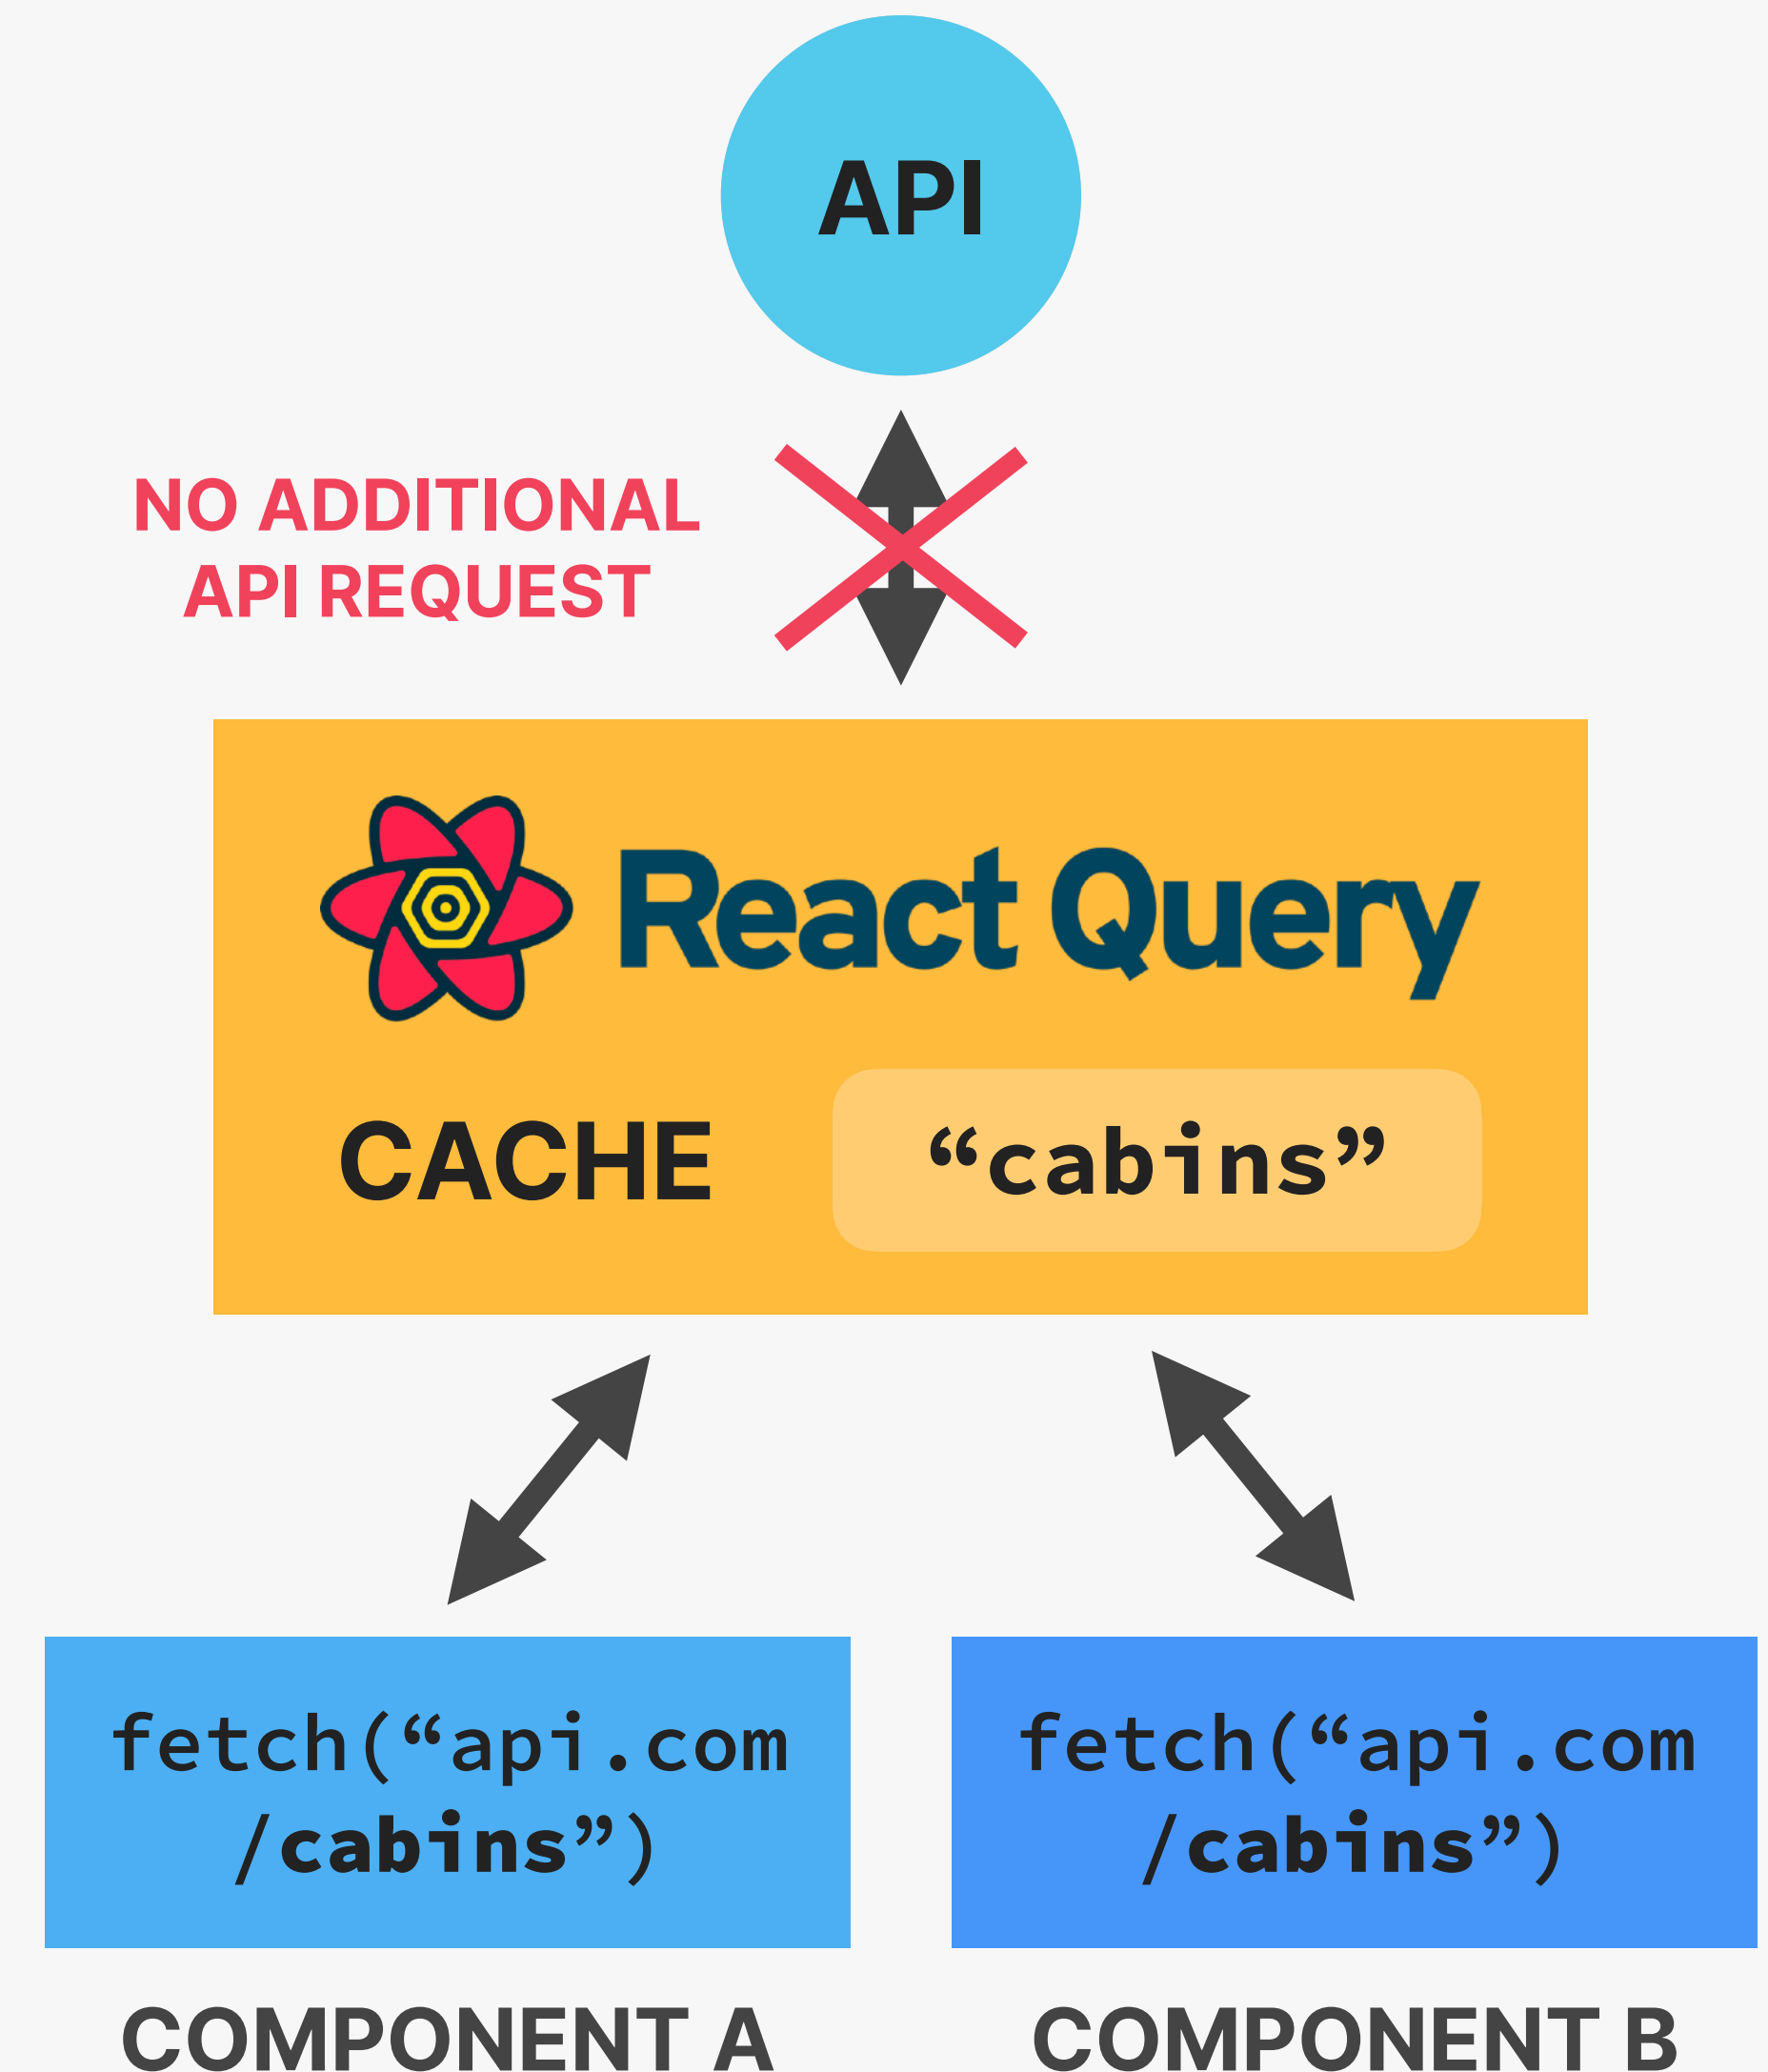 API
NO ADDITIONAL
API REQUEST
React Query
CACHE
“cabins”
fetch(“api.com
/cabins”)
fetch(“api.com
/cabins”)
COMPONENT A
COMPONENT B